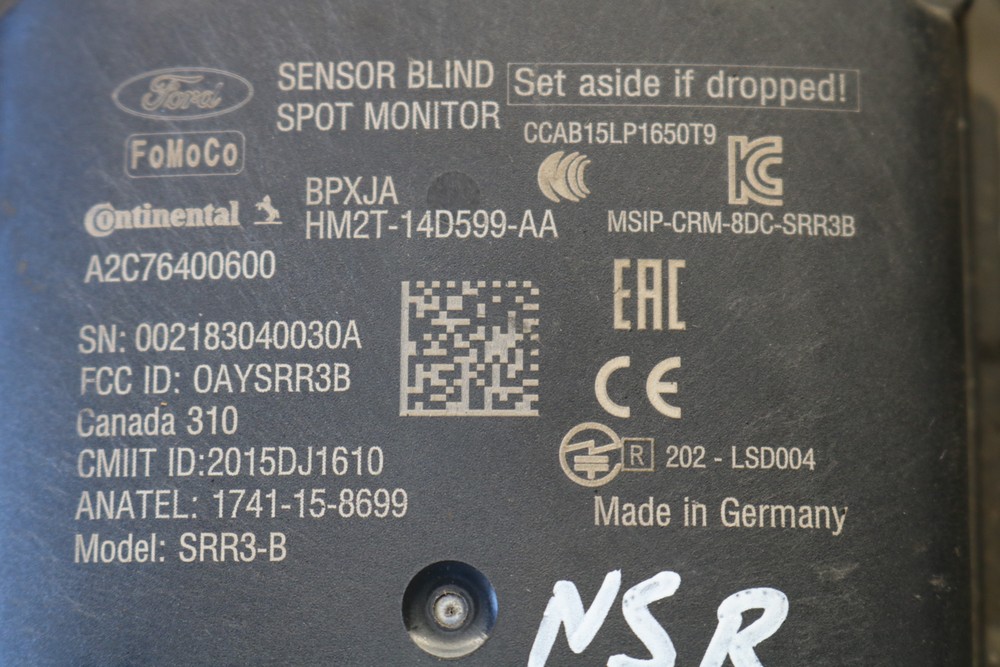 Ford
SENSOR BLIND
SPOT MONITOR
Set aside if dropped!
FoMoCo
CCAB15LP1650T9
Continental
BPXJA
HM2T-14D599-AA
MSIP-CRM-8DC-SRR3B
A2C76400600
EAC
SN: 002183040030A
FCC ID: OAYSRR3B
CE
Canada 310
CMIIT ID:2015DJ1610
R 202 - LSD004
ANATEL: 1741-15-8699
Made in Germany
Model: SRR3-B
NSR